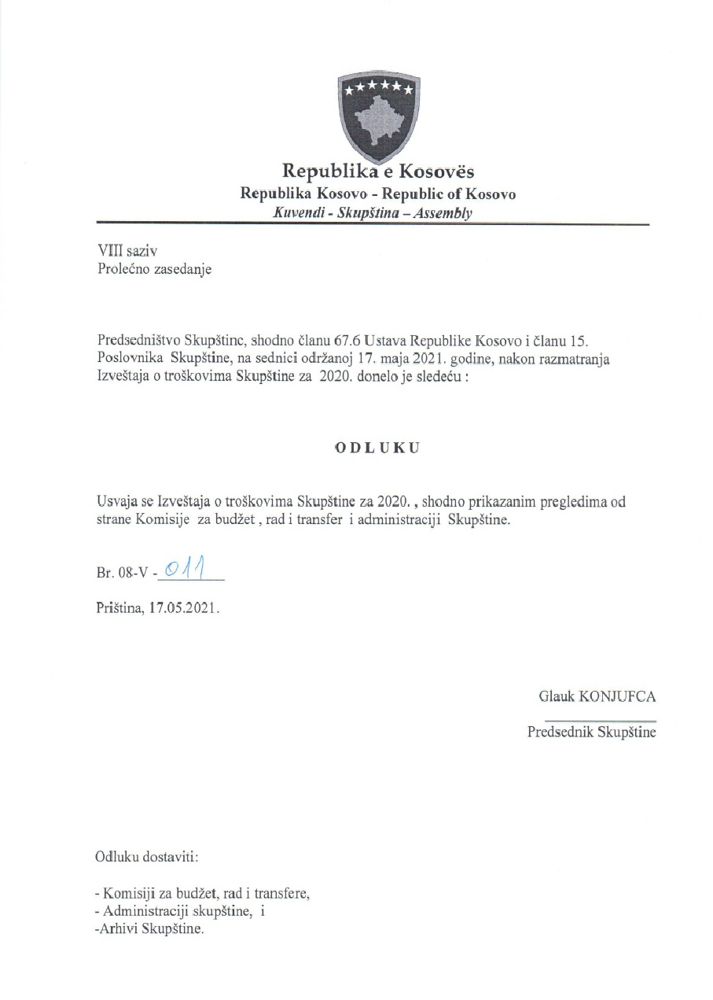 Republika e Kosovës
Republika Kosovo - Republic of Kosovo
Kuvendi - Skupština – Assembly
VIII saziv
Prolećno zasedanje
Predsedništvo Skupštine, shodno članu 67.6 Ustava Republike Kosovo i članu 15.
Poslovnika Skupštine, na sednici održanoj 17. maja 2021. godine, nakon razmatranja
Izveštaja o troškovima Skupštine za 2020. donelo je sledeću :
O D L U K U
Usvaja se Izveštaja o troškovima Skupštine za 2020. , shodno prikazanim pregledima od
strane Komisije za budžet , rad i transfer i administraciji Skupštine.
Br. 08-V - 011
Priština, 17.05.2021.
Glauk KONJUFCA
Predsednik Skupštine
Odluku dostaviti:
- Komisiji za budžet, rad i transfere,
- Administraciji skupštine, i
-Arhivi Skupštine.